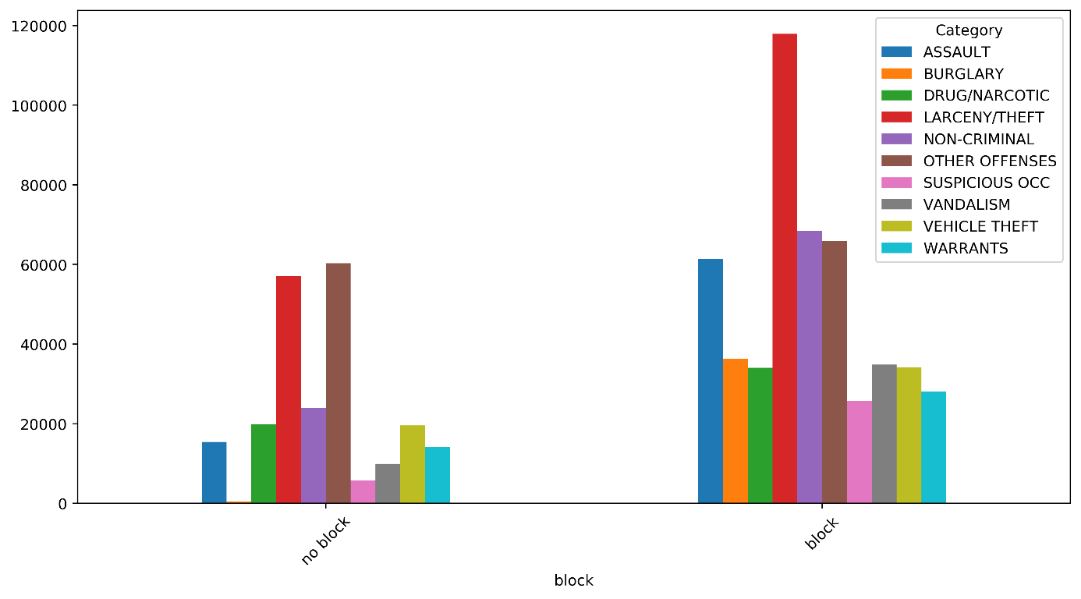 120000
100000
80000
60000
40000
20000
0
Category
ASSAULT
BURGLARY
DRUG/NARCOTIC
LARCENY/THEFT
NON-CRIMINAL
OTHER OFFENSES
SUSPICIOUS OCC
VANDALISM
VEHICLE THEFT
WARRANTS
no block
block
block